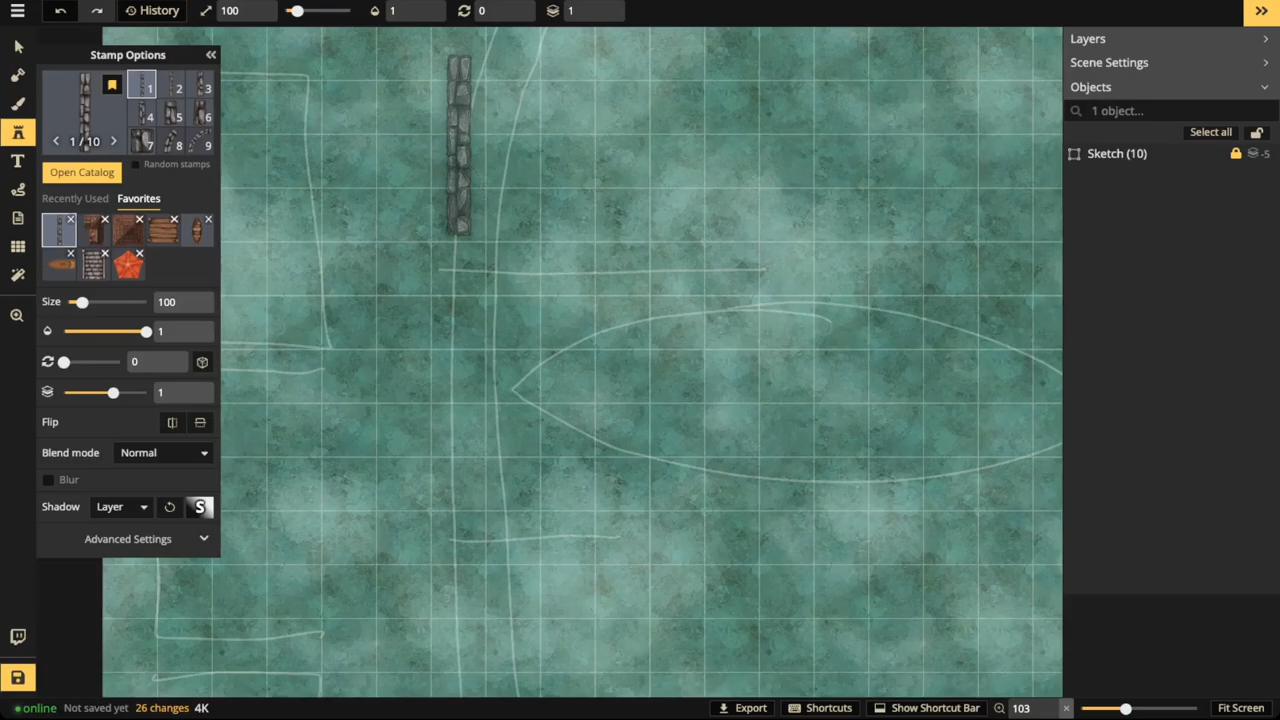 History 100 1 0 1
Layers
Stamp Options
Scene Settings
Objects
1 2 3
4 5 6
7 8 9
1 / 10
1 object...
Select all
Open Catalog
Random stamps
Sketch (10) -5
Recently Used Favorites
Size 100
1
0
1
Flip
Blend mode Normal
Blur
Shadow Layer S
Advanced Settings
online Not saved yet 26 changes 4K Export Shortcuts Show Shortcut Bar 103 × Fit Screen